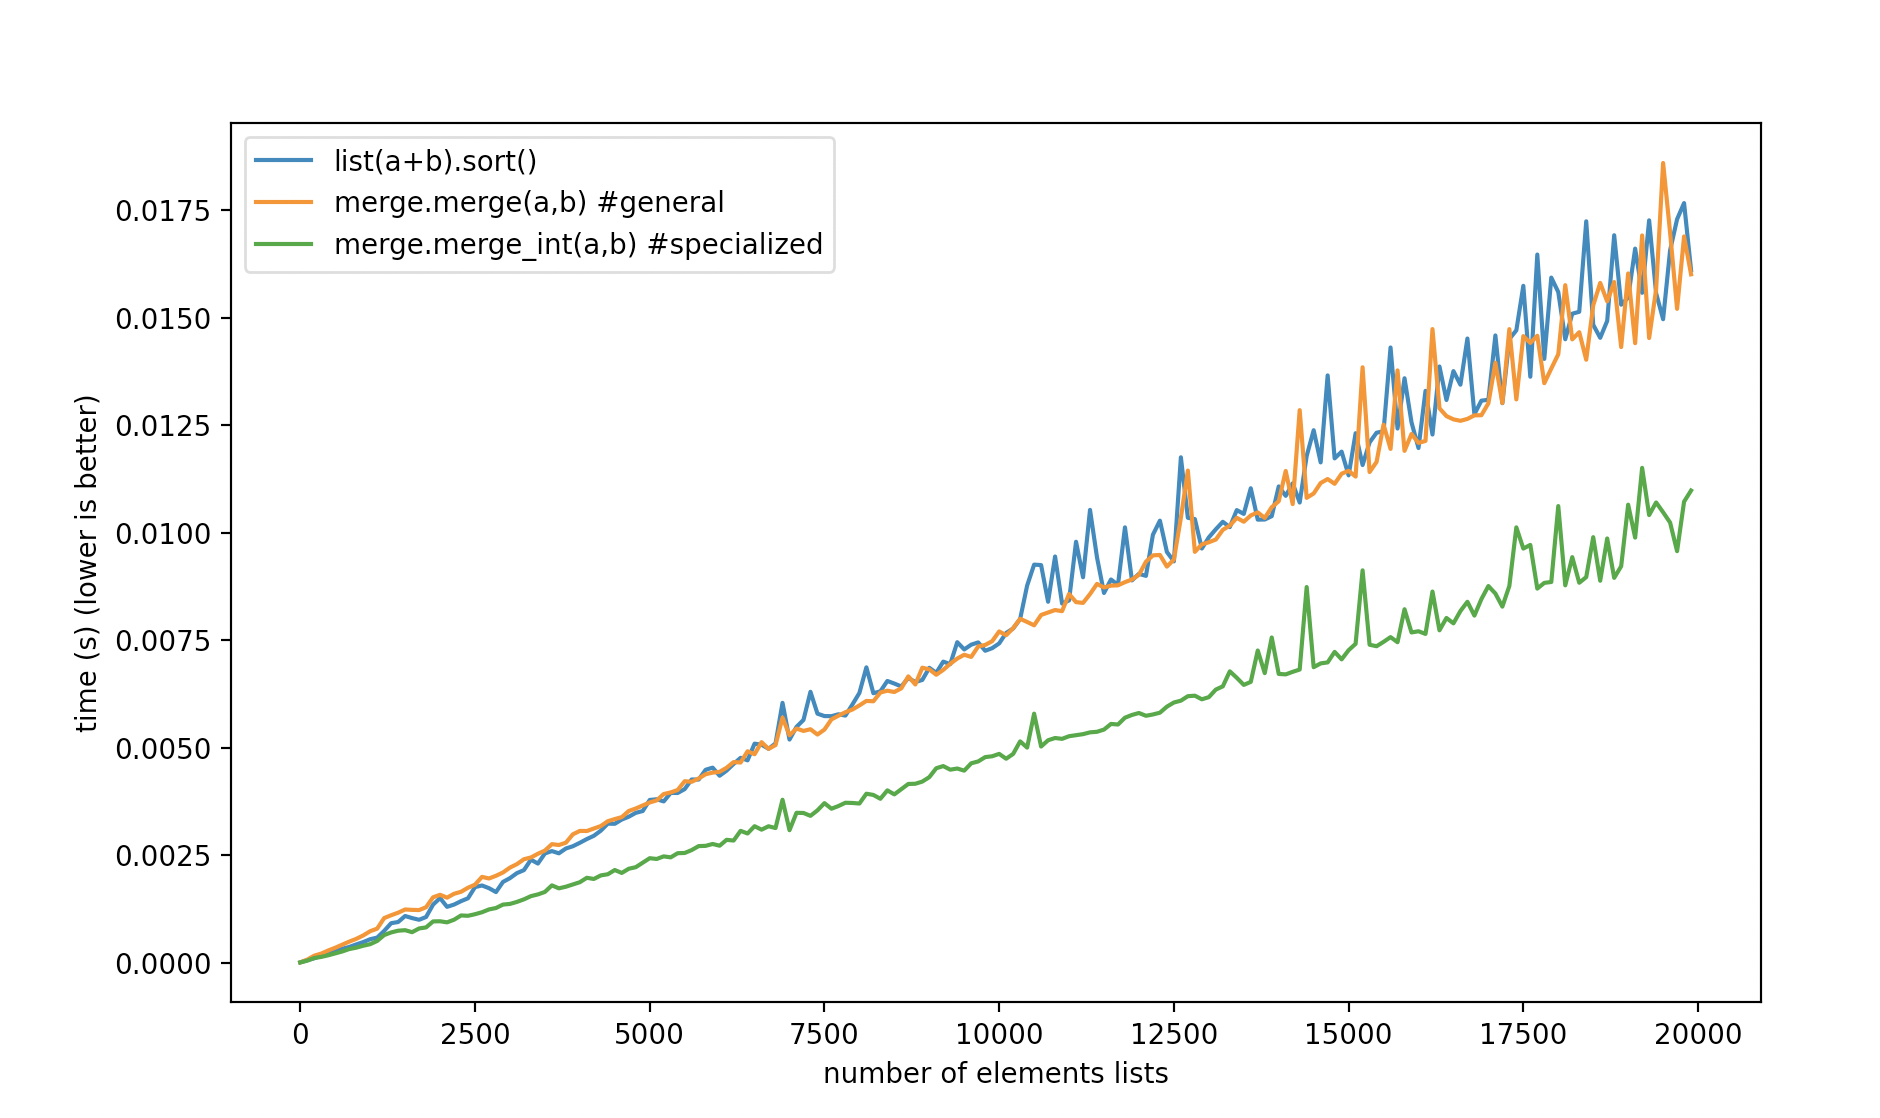 list(a+b).sort()
merge.merge(a,b) #general
merge.merge_int(a,b) #specialized
0.0175
0.0150
0.0125
0.0100
0.0075
0.0050
0.0025
0.0000
time (s) (lower is better)
0 2500 5000 7500 10000 12500 15000 17500 20000
number of elements lists